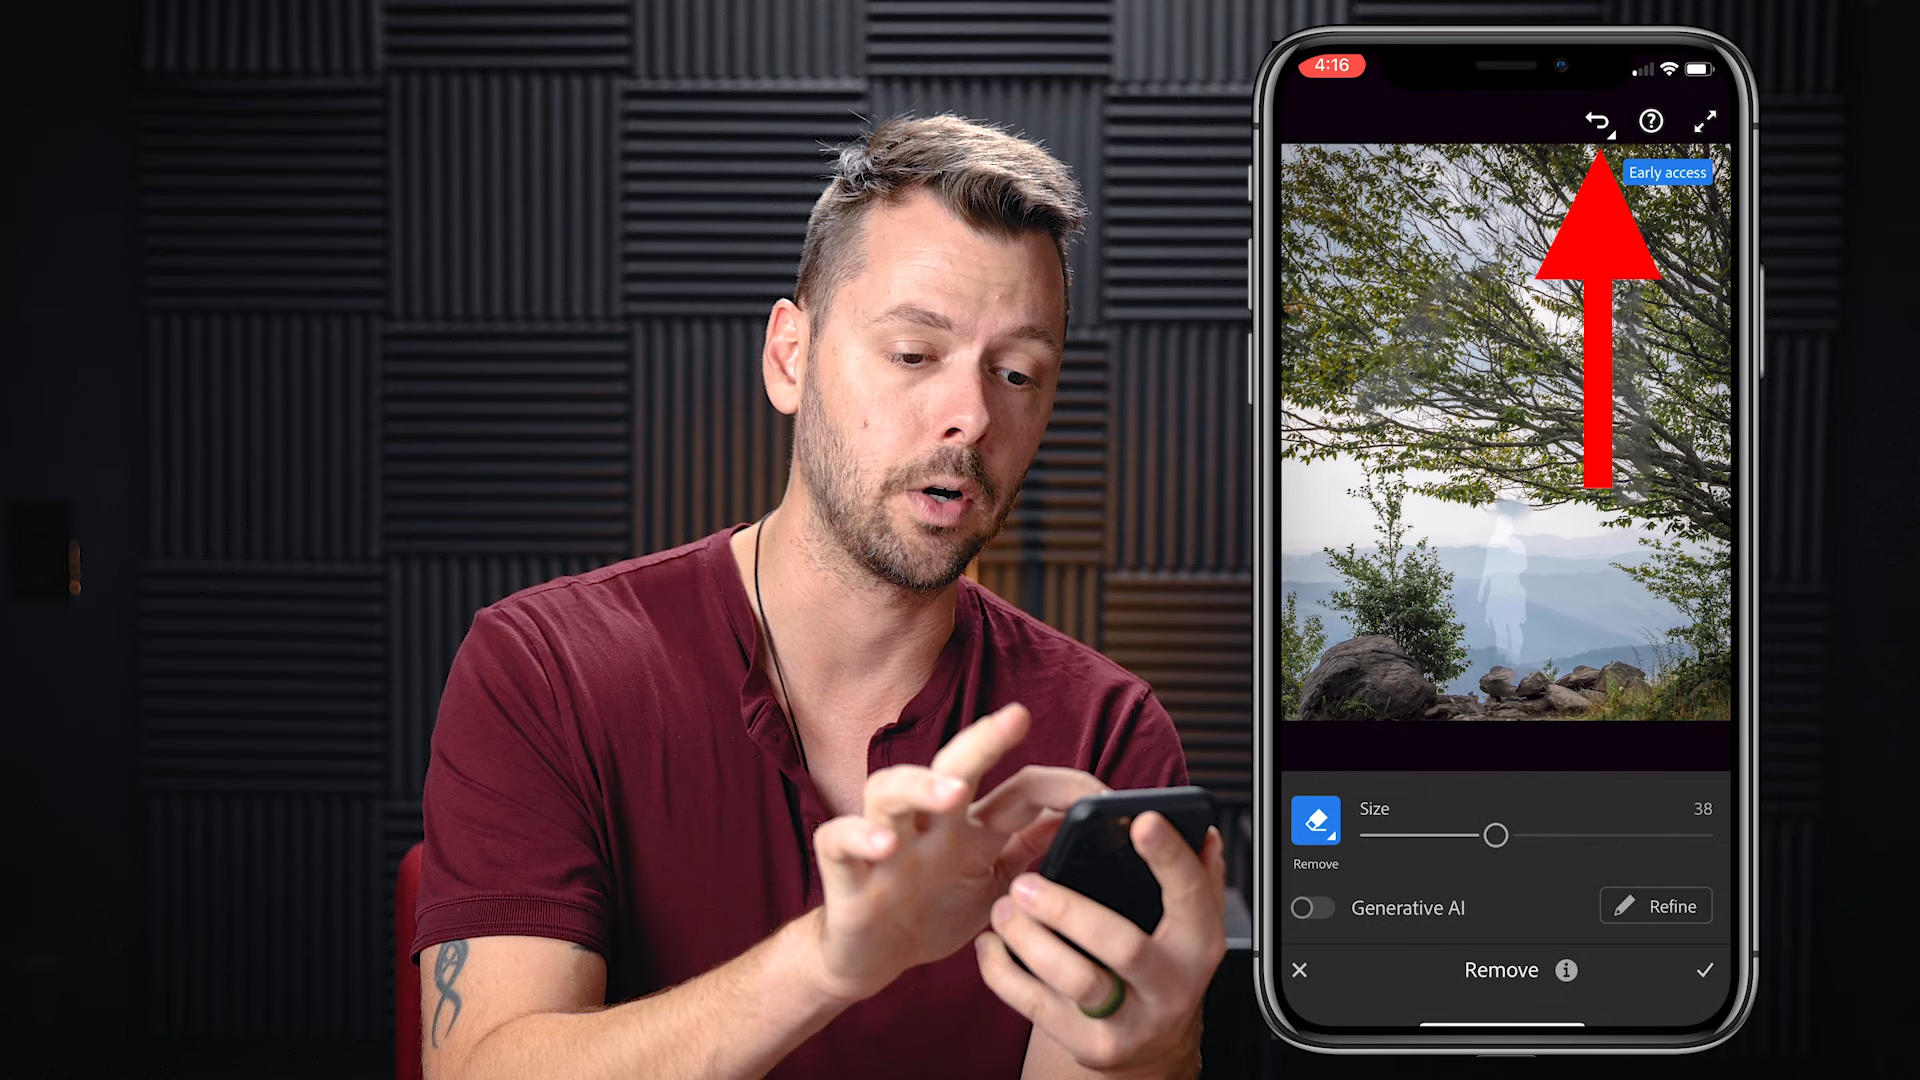 4:16
Early access
Size 38
Remove
Generative AI
Refine
Remove